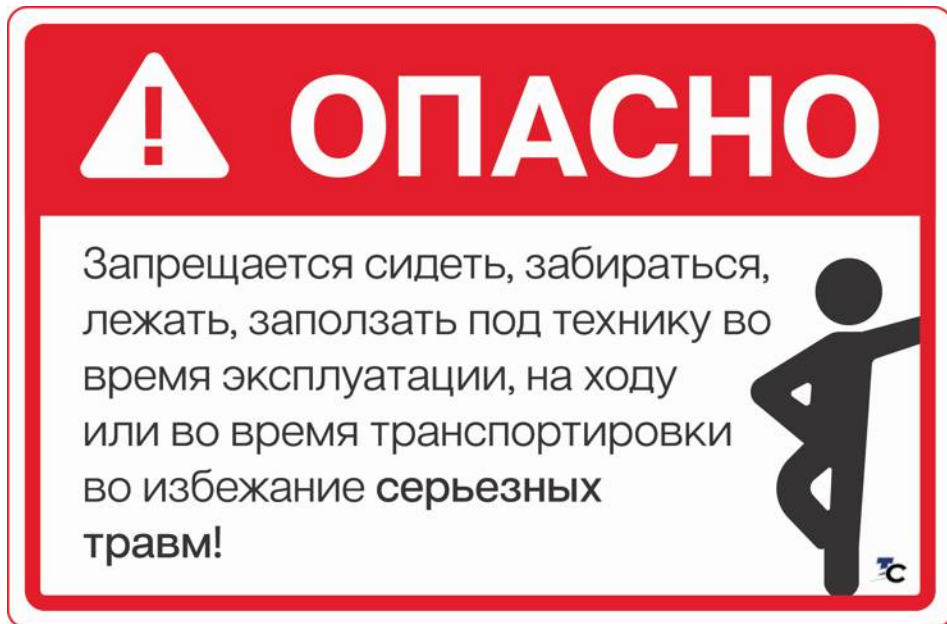 ОПАСНО
Запрещается сидеть, забираться,
лежать, заползать под технику во
время эксплуатации, на ходу
или во время транспортировки
во избежание серьезных
травм!
TC